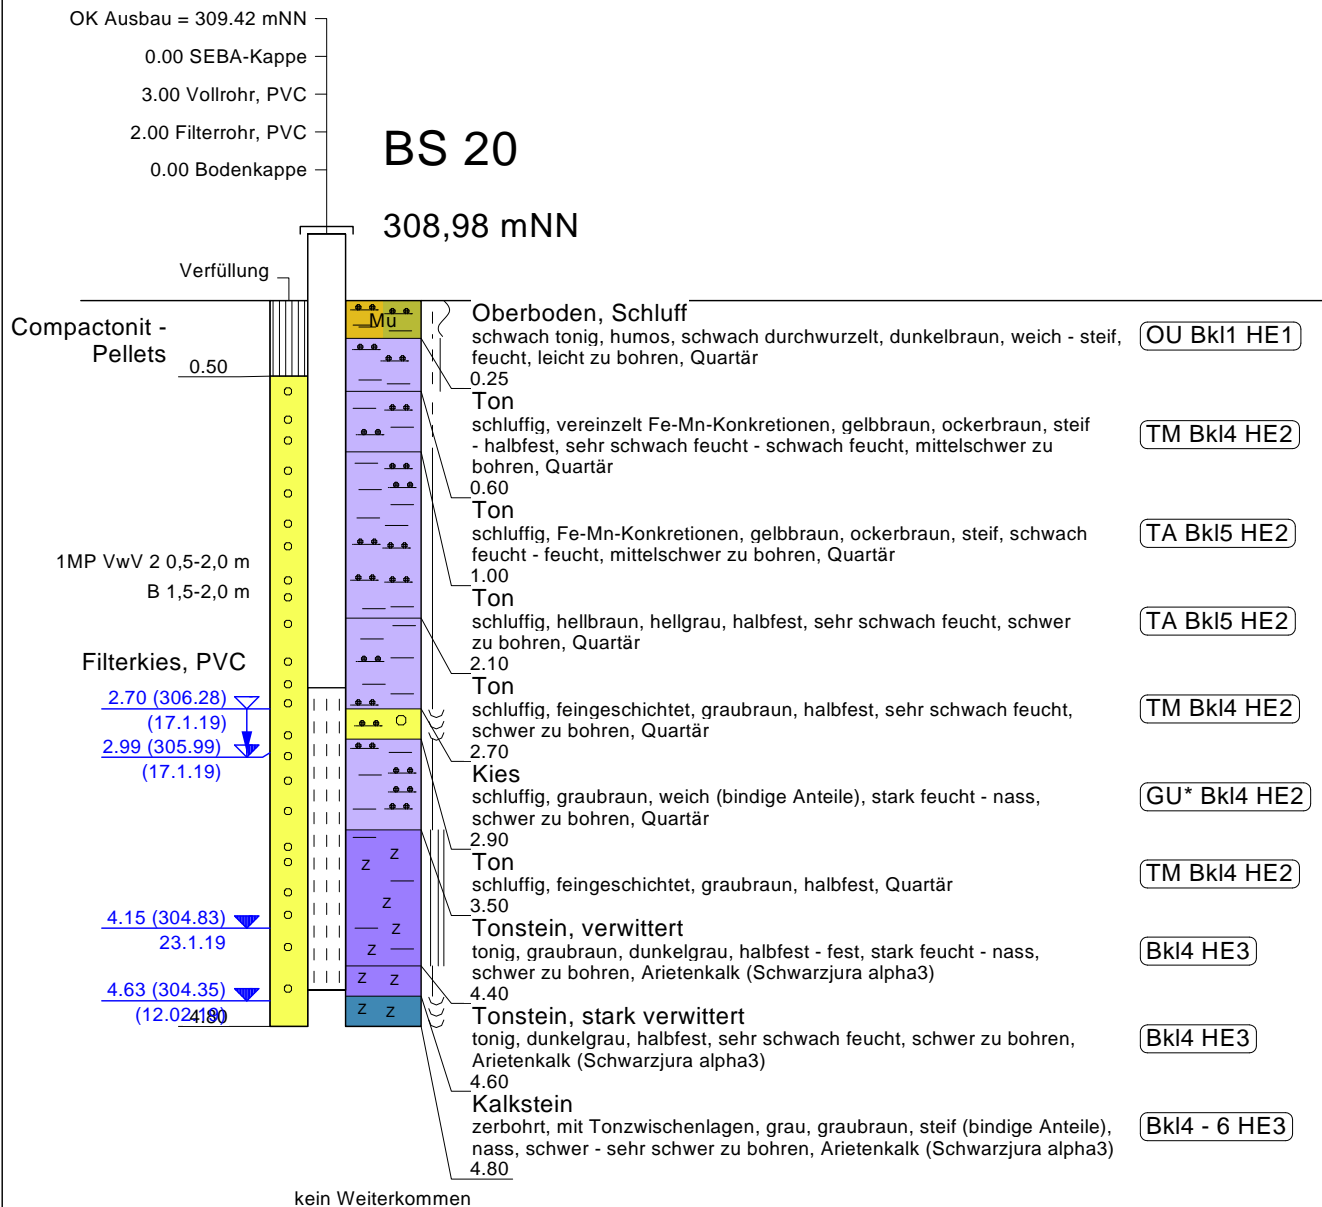 OK Ausbau = 309.42 mNN
0.00 SEBA-Kappe
3.00 Vollrohr, PVC
2.00 Filterrohr, PVC
0.00 Bodenkappe
BS 20
308,98 mNN
Verfüllung
Compactonit -
Pellets
0.50
1MP VwV 2 0,5-2,0 m
B 1,5-2,0 m
Filterkies, PVC
2.70 (306.28)
(17.1.19)
2.99 (305.99)
(17.1.19)
4.15 (304.83)
23.1.19
4.63 (304.35)
(12.02.19)
4.80
Mu
z z
z
z
z
z z
z z
Oberboden, Schluff
schwach tonig, humos, schwach durchwurzelt, dunkelbraun, weich - steif,
feucht, leicht zu bohren, Quartär
0.25
OU Bkl1 HE1
Ton
schluffig, vereinzelt Fe-Mn-Konkretionen, gelbbraun, ockerbraun, steif
- halbfest, sehr schwach feucht - schwach feucht, mittelschwer zu
bohren, Quartär
0.60
TM Bkl4 HE2
Ton
schluffig, Fe-Mn-Konkretionen, gelbbraun, ockerbraun, steif, schwach
feucht - feucht, mittelschwer zu bohren, Quartär
1.00
TA Bkl5 HE2
Ton
schluffig, hellbraun, hellgrau, halbfest, sehr schwach feucht, schwer
zu bohren, Quartär
2.10
TA Bkl5 HE2
Ton
schluffig, feingeschichtet, graubraun, halbfest, sehr schwach feucht,
schwer zu bohren, Quartär
2.70
TM Bkl4 HE2
Kies
schluffig, graubraun, weich (bindige Anteile), stark feucht - nass,
schwer zu bohren, Quartär
2.90
GU* Bkl4 HE2
Ton
schluffig, feingeschichtet, graubraun, halbfest, Quartär
3.50
TM Bkl4 HE2
Tonstein, verwittert
tonig, graubraun, dunkelgrau, halbfest - fest, stark feucht - nass,
schwer zu bohren, Arietenkalk (Schwarzjura alpha3)
4.40
Bkl4 HE3
Tonstein, stark verwittert
tonig, dunkelgrau, halbfest, sehr schwach feucht, schwer zu bohren,
Arietenkalk (Schwarzjura alpha3)
4.60
Bkl4 HE3
Kalkstein
zerbohrt, mit Tonzwischenlagen, grau, graubraun, steif (bindige Anteile),
nass, schwer - sehr schwer zu bohren, Arietenkalk (Schwarzjura alpha3)
4.80
Bkl4 - 6 HE3
kein Weiterkommen